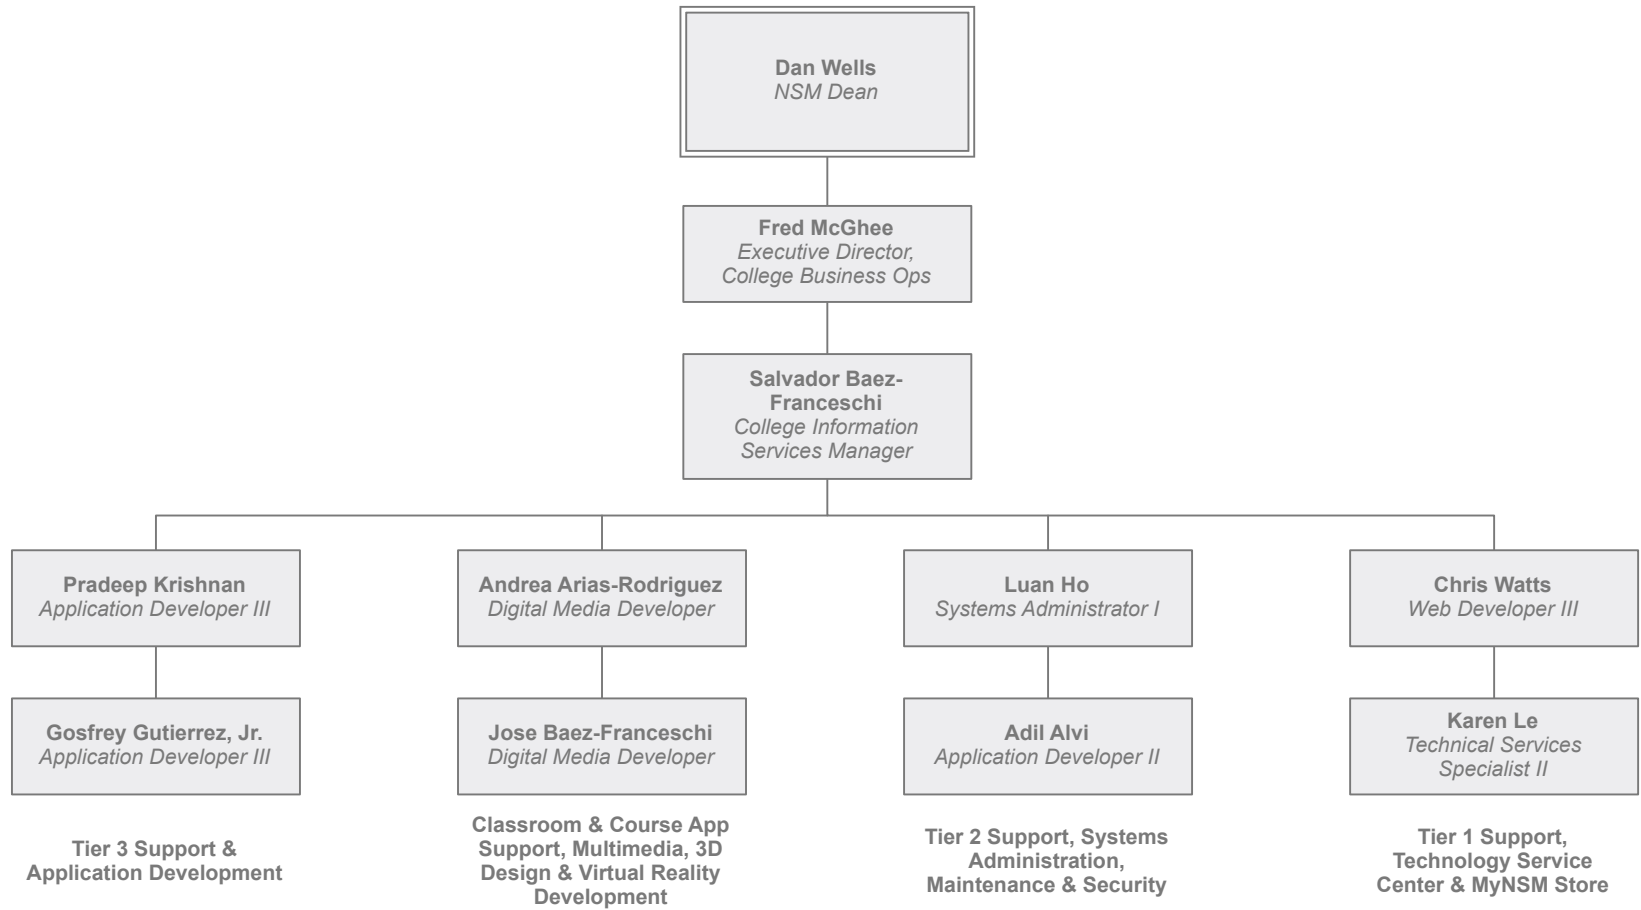 Dan Wells
NSM Dean
Fred McGhee
Executive Director,
College Business Ops
Salvador Baez-
Franceschi
College Information
Services Manager
Pradeep Krishnan
Application Developer III
Andrea Arias-Rodriguez
Digital Media Developer
Luan Ho
Systems Administrator I
Chris Watts
Web Developer III
Gosfrey Gutierrez, Jr.
Application Developer III
Jose Baez-Franceschi
Digital Media Developer
Adil Alvi
Application Developer II
Karen Le
Technical Services
Specialist II
Tier 3 Support &
Application Development
Classroom & Course App
Support, Multimedia, 3D
Design & Virtual Reality
Development
Tier 2 Support, Systems
Administration,
Maintenance & Security
Tier 1 Support,
Technology Service
Center & MyNSM Store